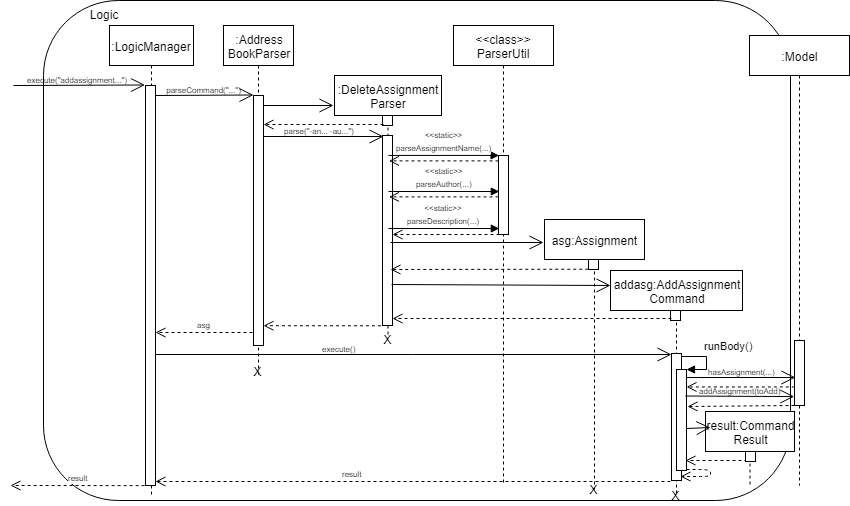 Logic
:LogicManager
:Address
BookParser
<<class>>
ParserUtil
:Model
execute("addassignment...")
parseCommand("...")
:DeleteAssignment
Parser
parse("-an... -au...")
<<static>>
parseAssignmentName(...)
<<static>>
parseAuthor(...)
<<static>>
parseDescription(...)
asg:Assignment
addasg:AddAssignment
Command
asg
X
execute()
runBody()
X
hasAssignment(...)
addAssignment(toAdd)
result:Command
Result
result
result
X
X